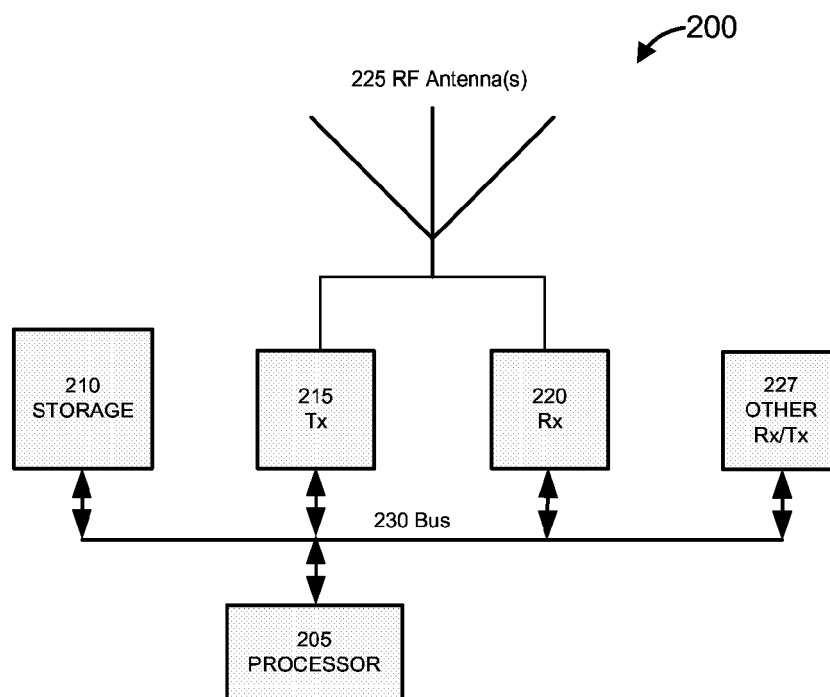 200
225 RF Antenna(s)
210
STORAGE
215
Tx
220
Rx
227
OTHER
Rx/Tx
230 Bus
205
PROCESSOR